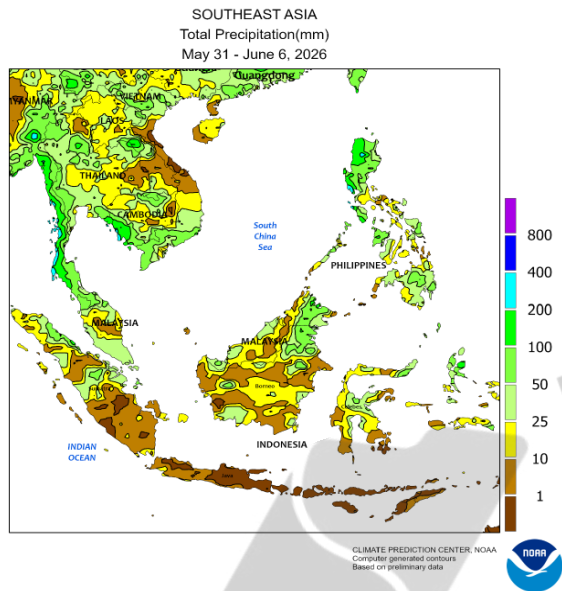 SOUTHEAST ASIA
Total Precipitation(mm)
May 31 - June 6, 2026
Guangdong
VIETNAM
LAOS
THAILAND
CAMBODIA
South
China
Sea
PHILIPPINES
MALAYSIA
MALAYSIA
Borneo
INDIAN
OCEAN
INDONESIA
Java
800
400
200
100
50
25
10
1
CLIMATE PREDICTION CENTER, NOAA
Computer generated contours
Based on preliminary data
NOAA